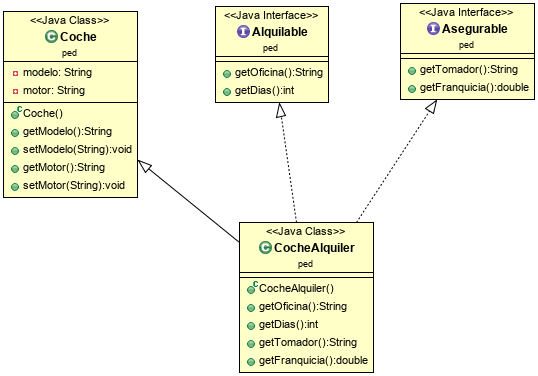 <<Java Class>>
Coche
ped
modelo: String
motor: String
Coche()
getModelo():String
setModelo(String):void
getMotor():String
setMotor(String):void
<<Java Interface>>
Alquilable
ped
getOficina():String
getDias():int
<<Java Interface>>
Asegurable
ped
getTomador():String
getFranquicia():double
<<Java Class>>
CocheAlquiler
ped
CocheAlquiler()
getOficina():String
getDias():int
getTomador():String
getFranquicia():double